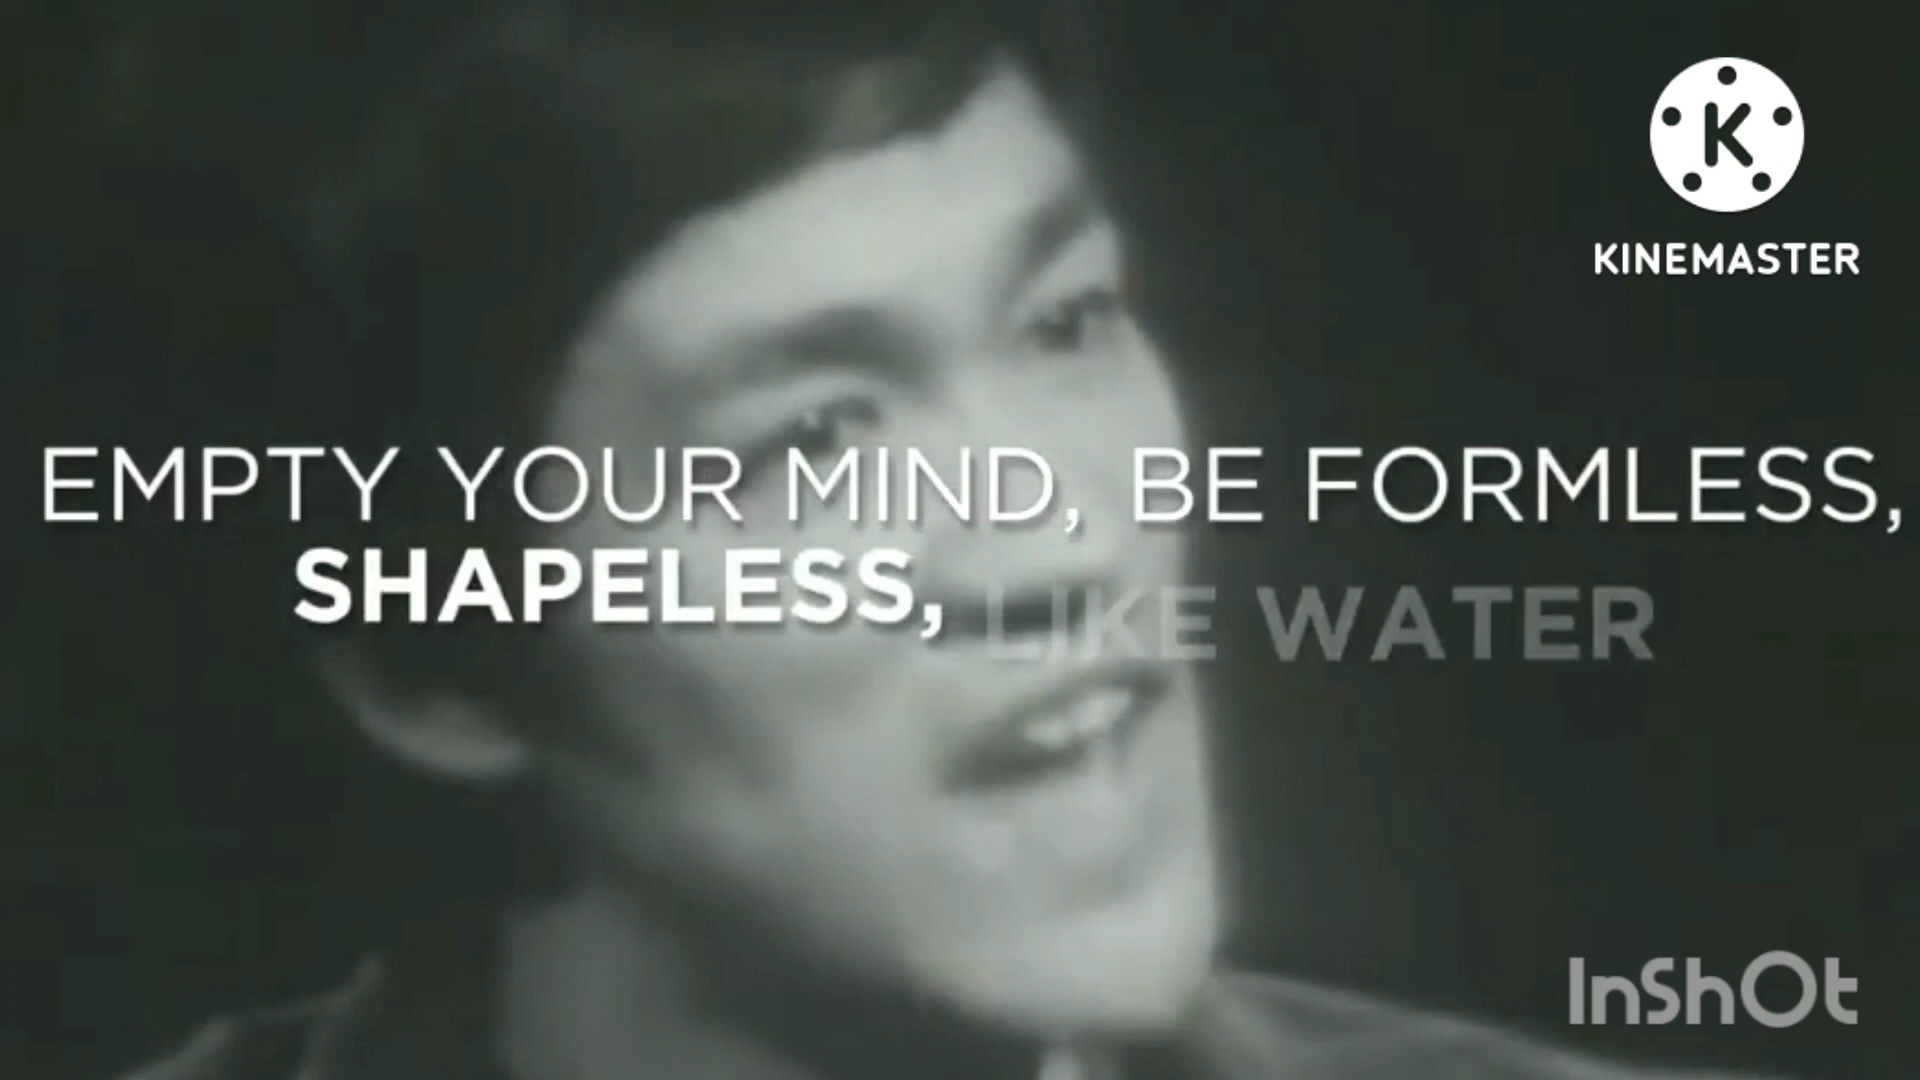 K
KINEMASTER
EMPTY YOUR MIND, BE FORMLESS,
SHAPELESS, LIKE WATER
InShOt